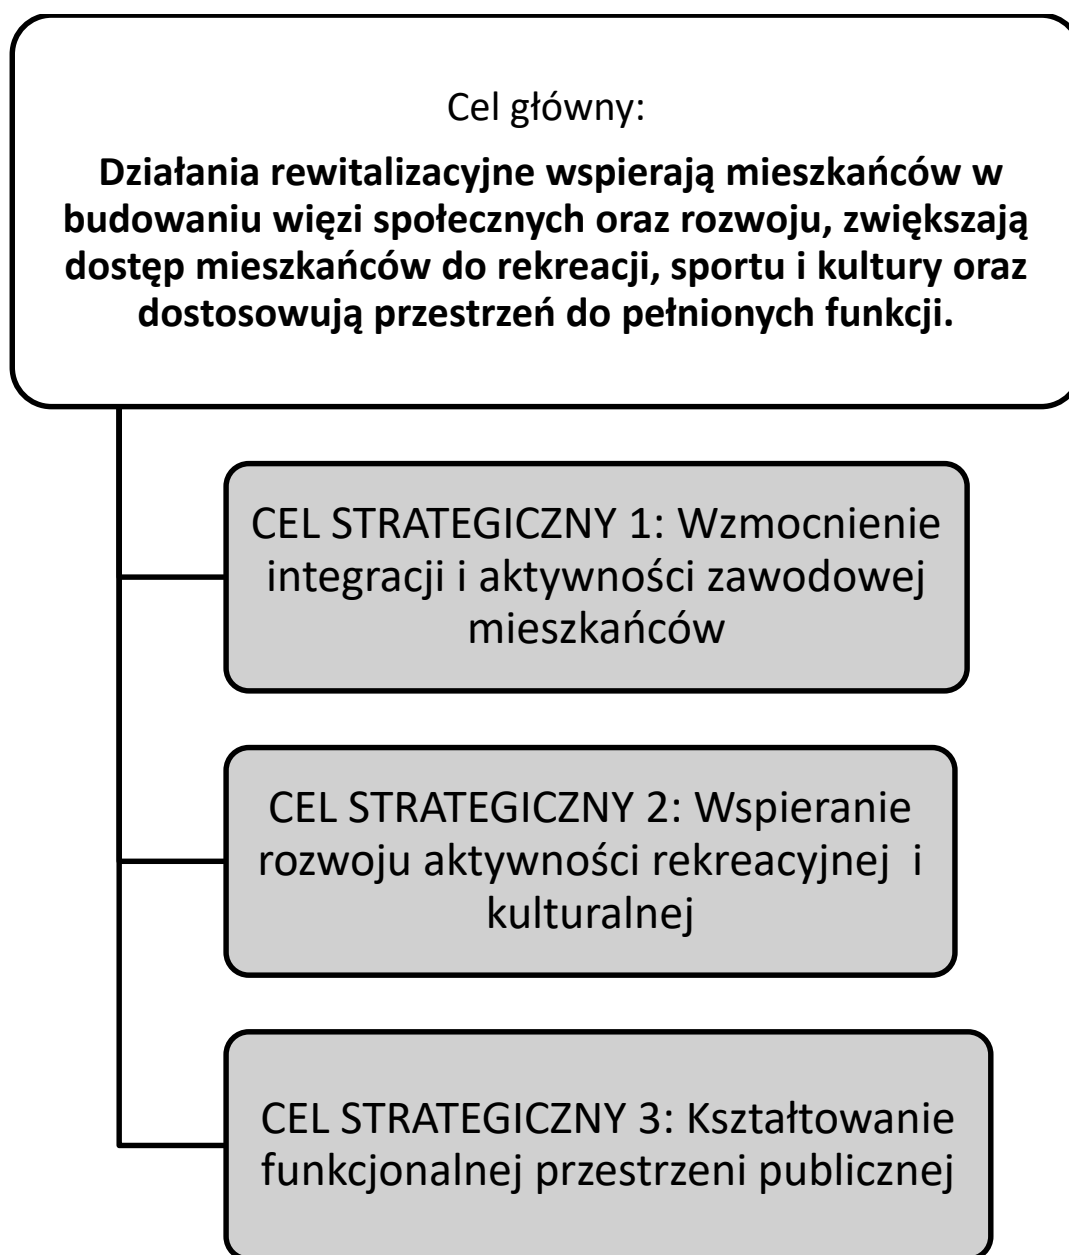 Cel główny:
Działania rewitalizacyjne wspierają mieszkańców w
budowaniu więzi społecznych oraz rozwoju, zwiększają
dostęp mieszkańców do rekreacji, sportu i kultury oraz
dostosowują przestrzeń do pełnionych funkcji.
CEL STRATEGICZNY 1: Wzmocnienie
integracji i aktywności zawodowej
mieszkańców
CEL STRATEGICZNY 2: Wspieranie
rozwoju aktywności rekreacyjnej  i
kulturalnej
CEL STRATEGICZNY 3: Kształtowanie
funkcjonalnej przestrzeni publicznej